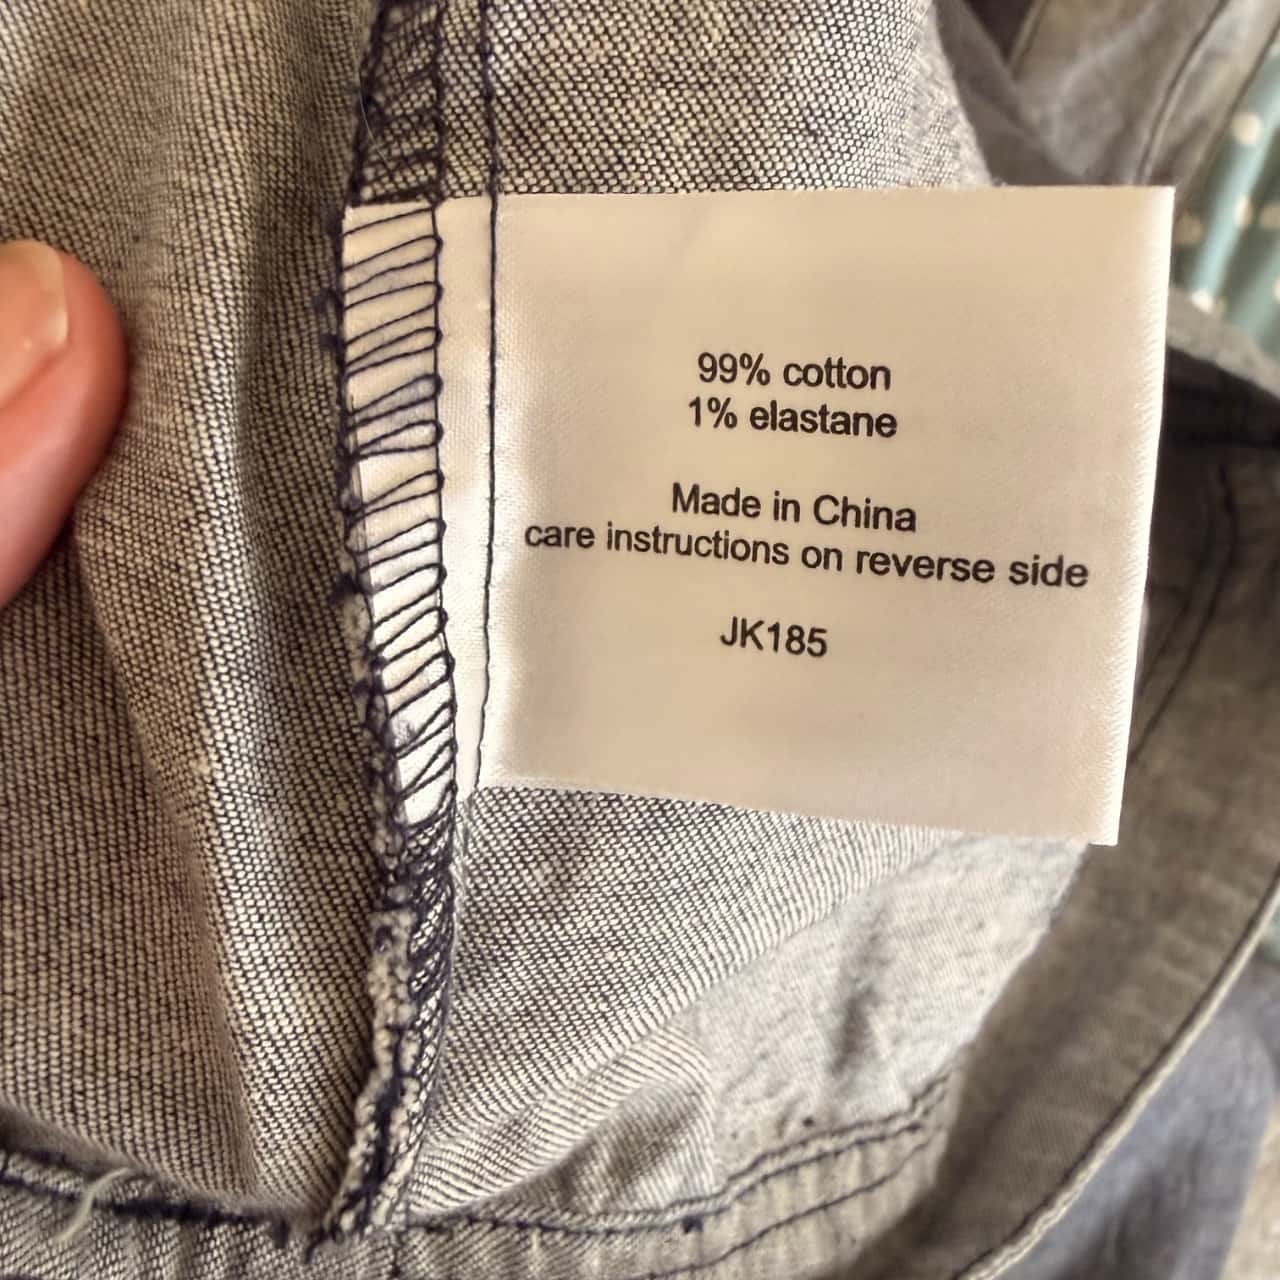 99% cotton
1% elastane
Made in China
care instructions on reverse side
JK185